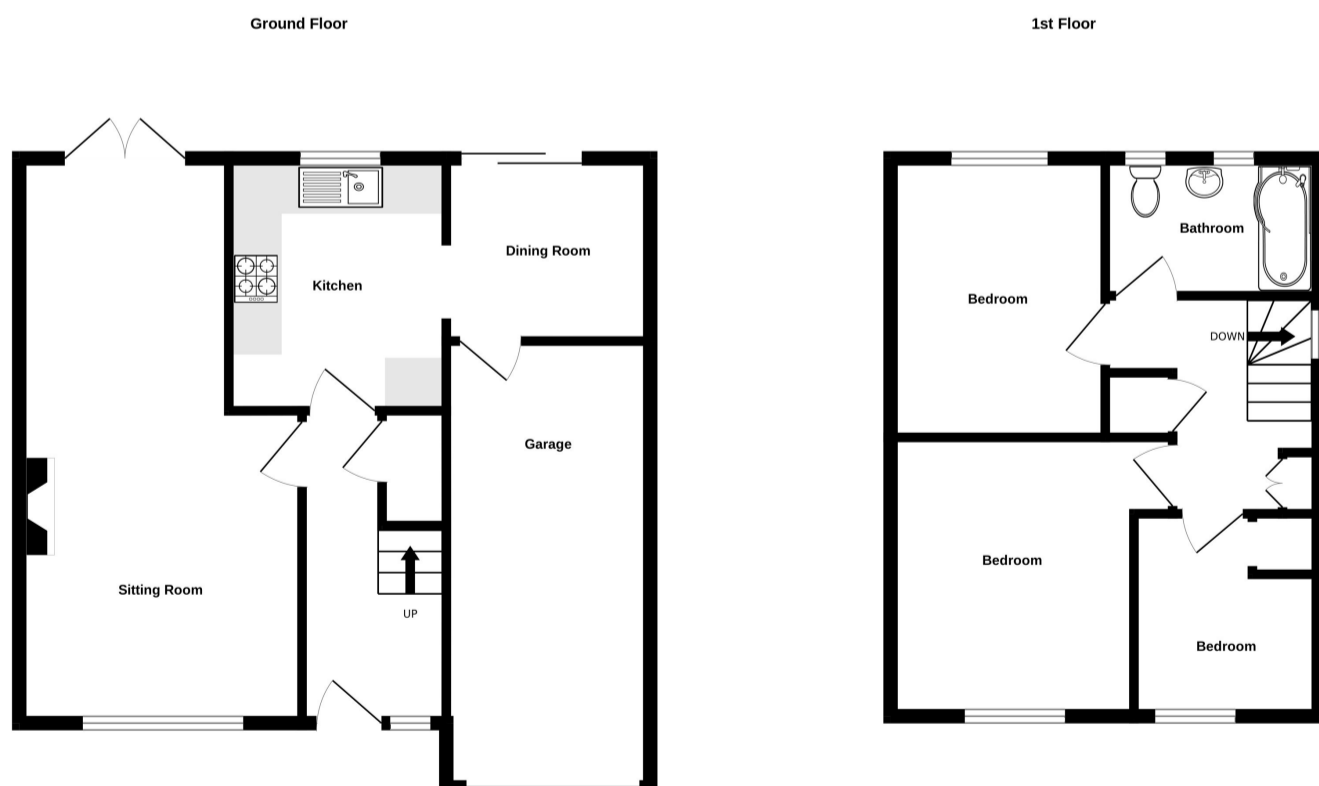 Ground Floor
1st Floor
Dining Room
Kitchen
Garage
Sitting Room
UP
Bathroom
Bedroom
DOWN
Bedroom
Bedroom